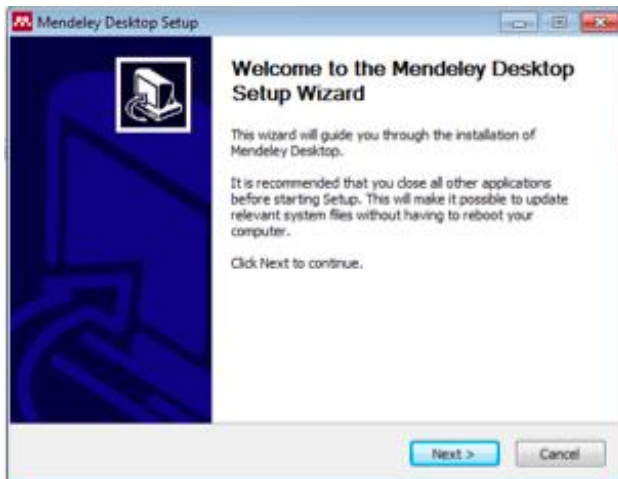 Mendeley Desktop Setup
Welcome to the Mendeley Desktop
Setup Wizard
This wizard will guide you through the installation of
Mendeley Desktop.
It is recommended that you close all other applications
before starting Setup. This will make it possible to update
relevant system files without having to reboot your
computer.
Click Next to continue.
Next >
Cancel